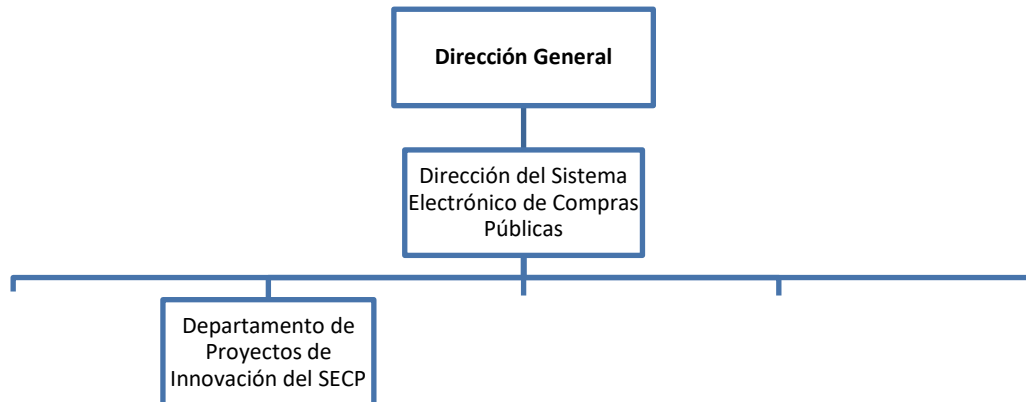 Dirección General
Dirección del Sistema
Electrónico de Compras
Públicas
Departamento de
Proyectos de
Innovación del SECP